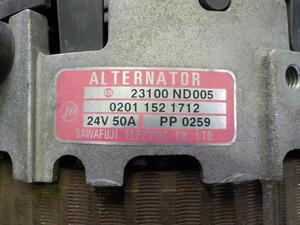 ALTERNATOR
23100 ND005
0201 152 1712
24V 50A PP 0259
SAWAFUJI ELECTRIC CO., LTD.